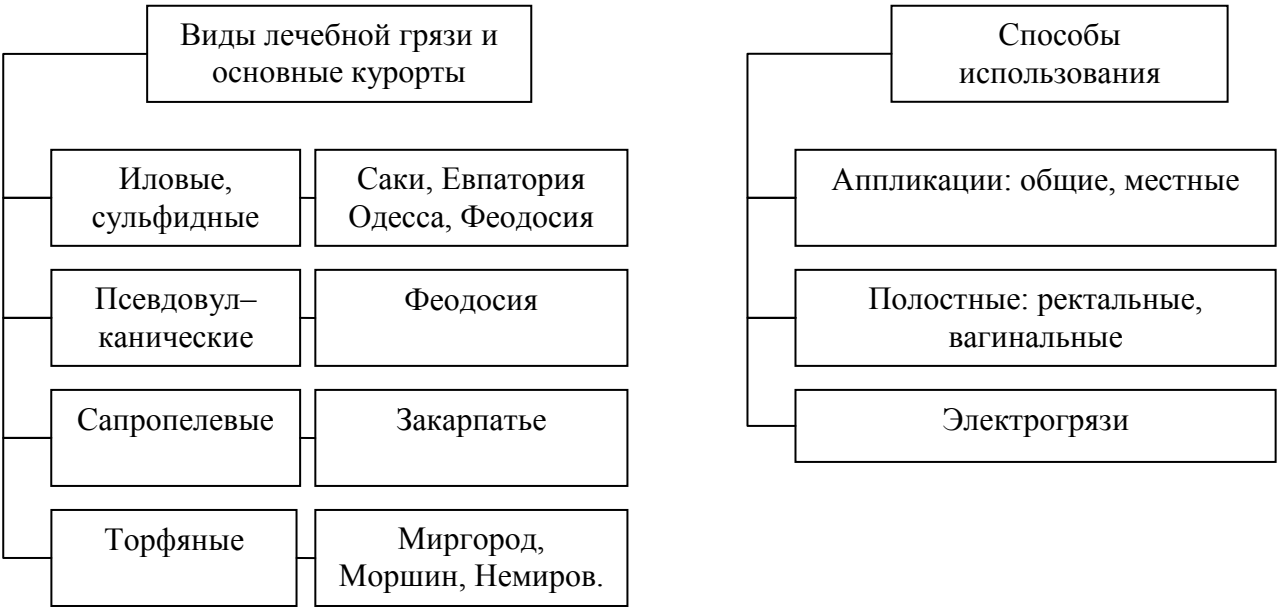 Виды лечебной грязи и
основные курорты
Иловые,
сульфидные
Саки, Евпатория
Одесса, Феодосия
Псевдовул–
канические
Феодосия
Сапропелевые
Закарпатье
Торфяные
Миргород,
Моршин, Немиров.
Способы
использования
Аппликации: общие, местные
Полостные: ректальные,
вагинальные
Электрогрязи